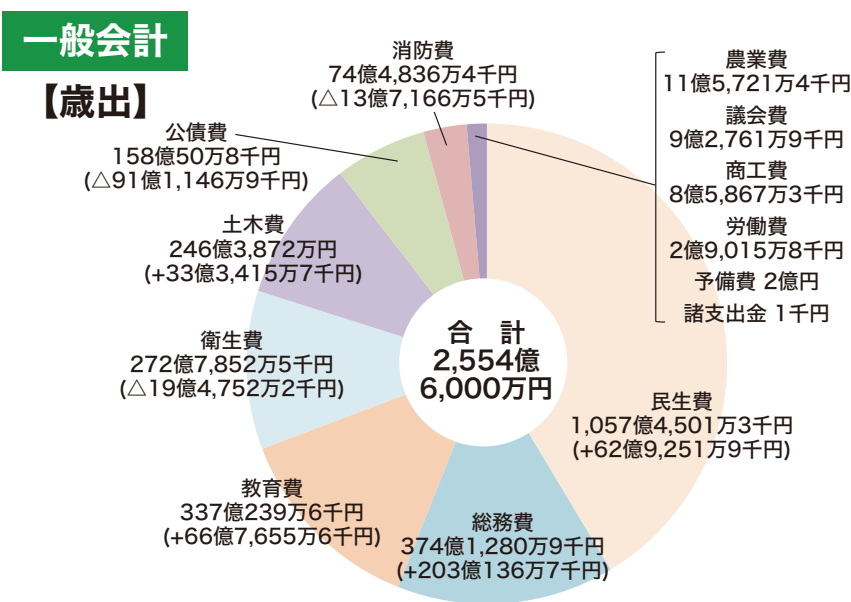 一般会計
【歳出】
消防費
74億4,836万4千円
(△13億7,166万5千円)
公債費
158億50万8千円
(△91億1,146万9千円)
土木費
246億3,872万円
(+33億3,415万7千円)
衛生費
272億7,852万5千円
(△19億4,752万2千円)
教育費
337億239万6千円
(+66億7,655万6千円)
総務費
374億1,280万9千円
(+203億136万7千円)
民生費
1,057億4,501万3千円
(+62億9,251万9千円)
合　計
2,554億
6,000万円
農業費
11億5,721万4千円
議会費
9億2,761万9千円
商工費
8億5,867万3千円
労働費
2億9,015万8千円
予備費 2億円
諸支出金 1千円